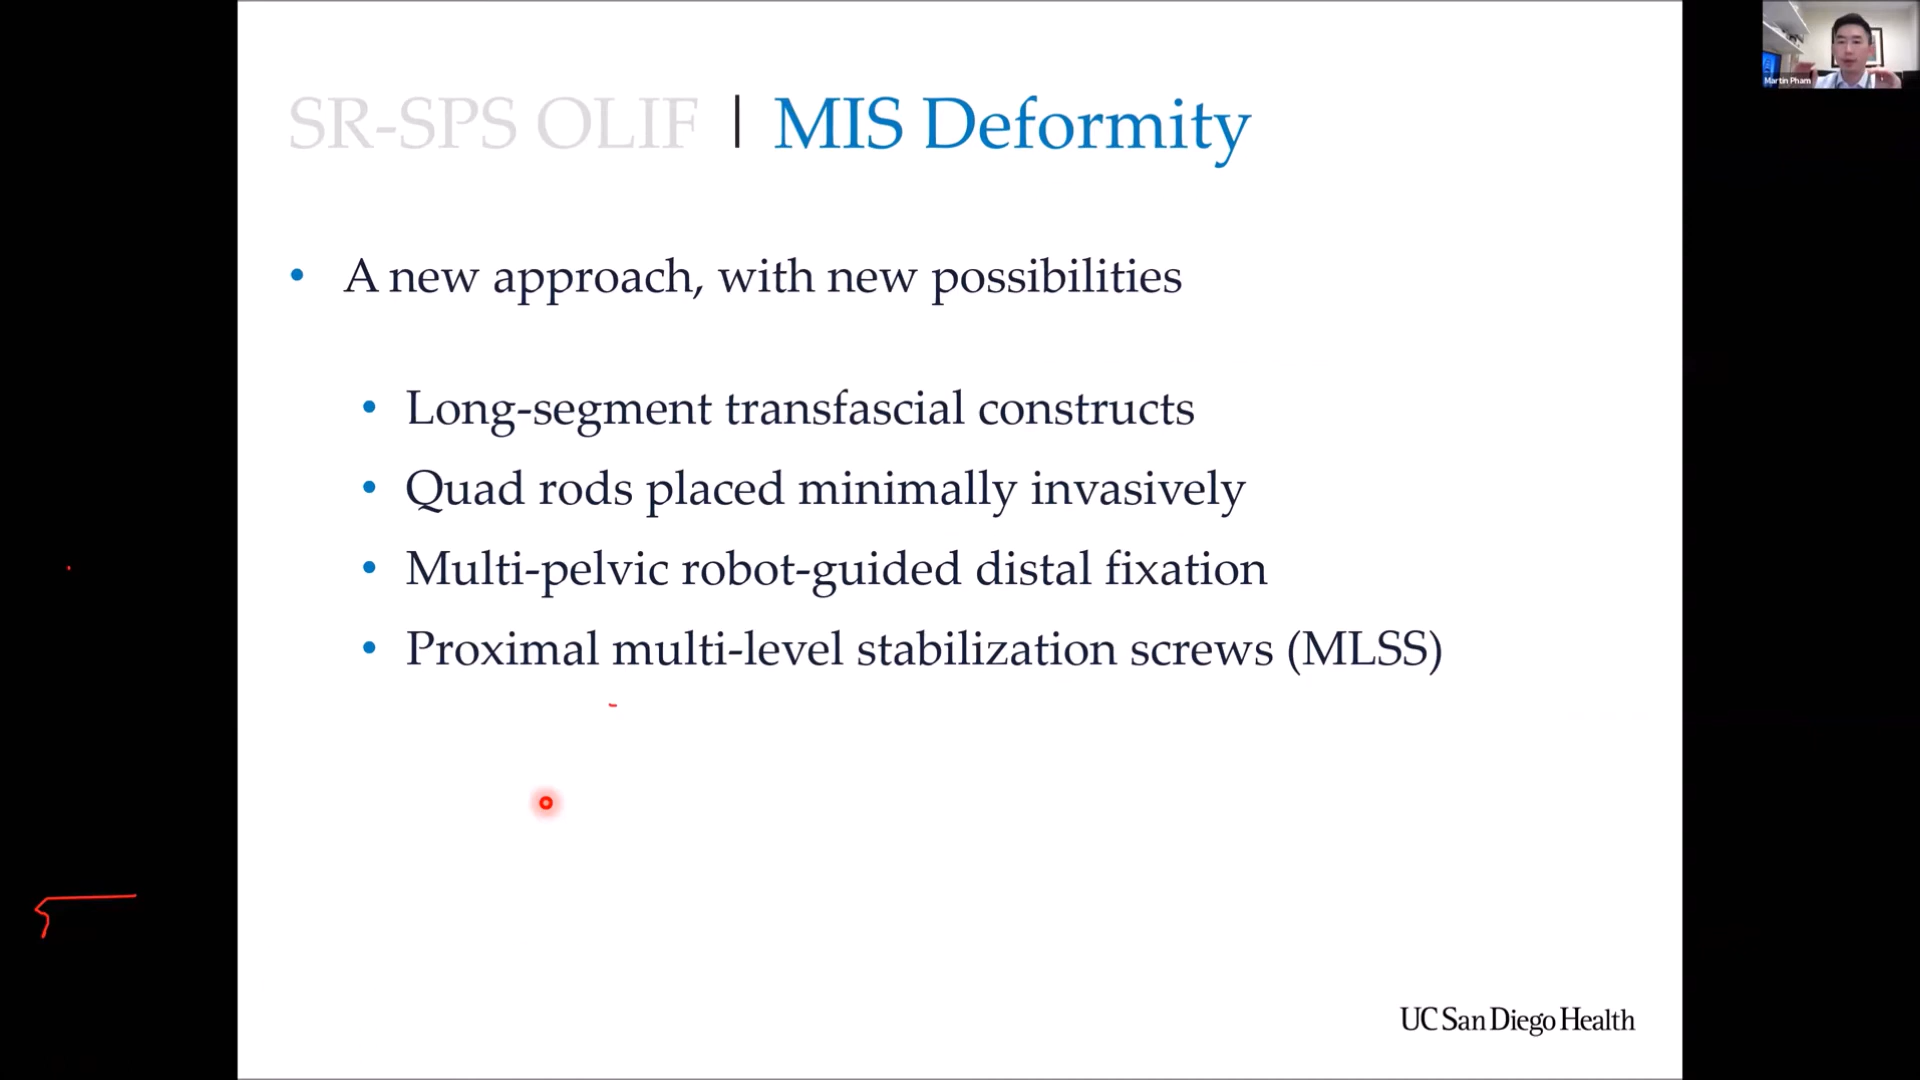 SR-SPS OLIF | MIS Deformity
Martin Pham
• A new approach, with new possibilities
• Long-segment transfascial constructs
• Quad rods placed minimally invasively
• Multi-pelvic robot-guided distal fixation
• Proximal multi-level stabilization screws (MLSS)
UC San Diego Health